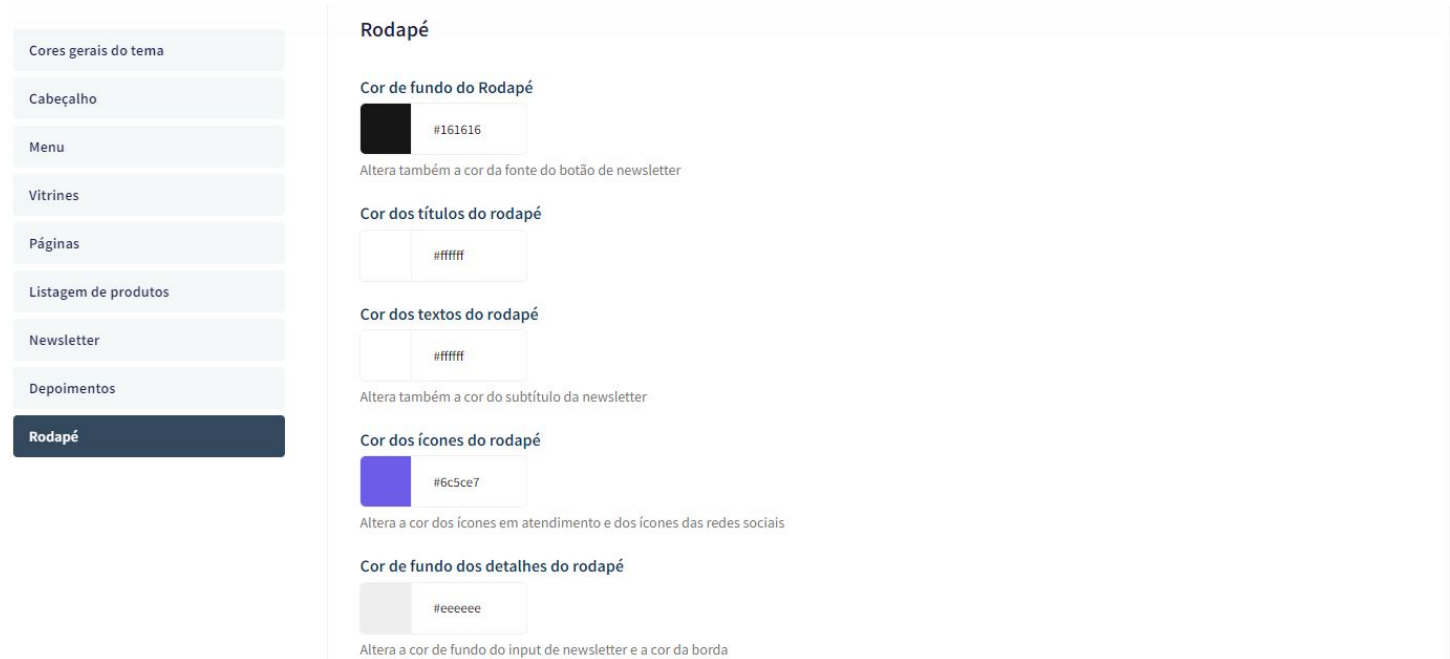 Cores gerais do tema
Cabeçalho
Menu
Vitrines
Páginas
Listagem de produtos
Newsletter
Depoimentos
Rodapé
Rodapé
Cor de fundo do Rodapé
#161616
Altera também a cor da fonte do botão de newsletter
Cor dos títulos do rodapé
#ffffff
Cor dos textos do rodapé
#ffffff
Altera também a cor do subtítulo da newsletter
Cor dos ícones do rodapé
#6c5ce7
Altera a cor dos ícones em atendimento e dos ícones das redes sociais
Cor de fundo dos detalhes do rodapé
#eeeeee
Altera a cor de fundo do input de newsletter e a cor da borda